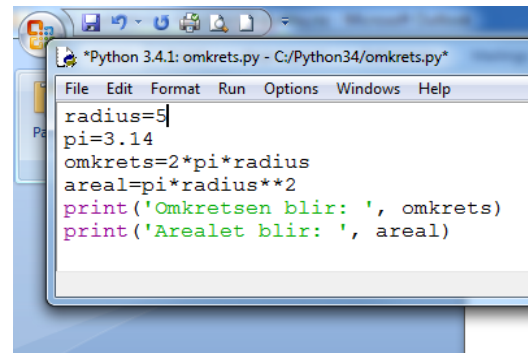 *Python 3.4.1: omkrets.py - C:/Python34/omkrets.py*
File Edit Format Run Options Windows Help
radius=5
pi=3.14
omkrets=2*pi*radius
areal=pi*radius**2
print('Omkretsen blir: ', omkrets)
print('Arealet blir: ', areal)